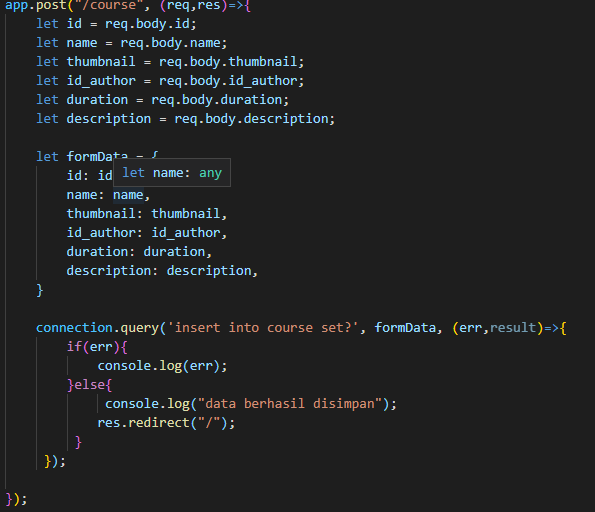 app.post("/course", (req,res)=>{
    let id = req.body.id;
    let name = req.body.name;
    let thumbnail = req.body.thumbnail;
    let id_author = req.body.id_author;
    let duration = req.body.duration;
    let description = req.body.description;

    let formData = {
        id: id
let name: any
        name: name,
        thumbnail: thumbnail,
        id_author: id_author,
        duration: duration,
        description: description,
    }

    connection.query('insert into course set?', formData, (err,result)=>{
        if(err){
            console.log(err);
        }else{
             console.log("data berhasil disimpan");
            res.redirect("/");
         }
     });

});